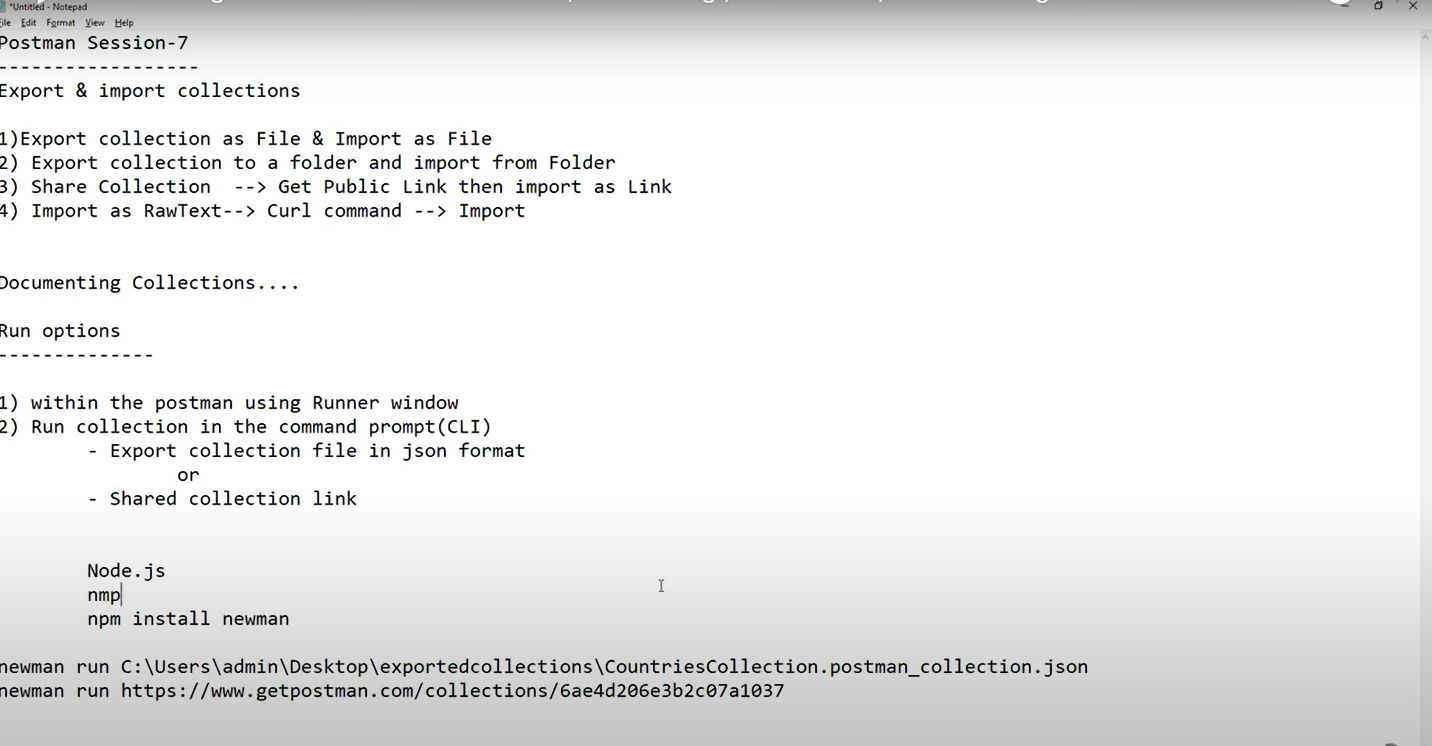 *Untitled - Notepad
File Edit Format View Help
Postman Session-7
------------------
Export & import collections
1)Export collection as File & Import as File
2) Export collection to a folder and import from Folder
3) Share Collection --> Get Public Link then import as Link
4) Import as RawText--> Curl command --> Import
Documenting Collections....
Run options
--------------
1) within the postman using Runner window
2) Run collection in the command prompt(CLI)
- Export collection file in json format
or
- Shared collection link
Node.js
nmp
npm install newman
newman run C:\Users\admin\Desktop\exportedcollections\CountriesCollection.postman_collection.json
newman run https://www.getpostman.com/collections/6ae4d206e3b2c07a1037